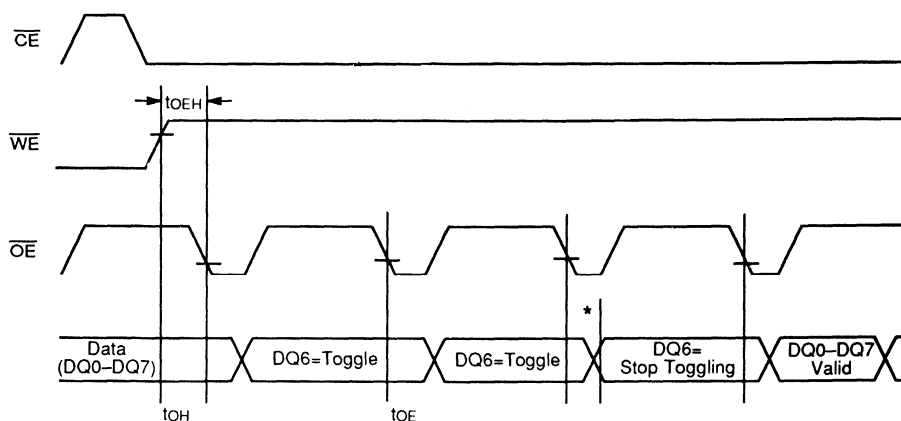 CE
tOEH
WE
OE
*
Data
(DQ0–DQ7)
DQ6=Toggle
DQ6=Toggle
DQ6=
Stop Toggling
DQ0–DQ7
Valid
tOH
tOE